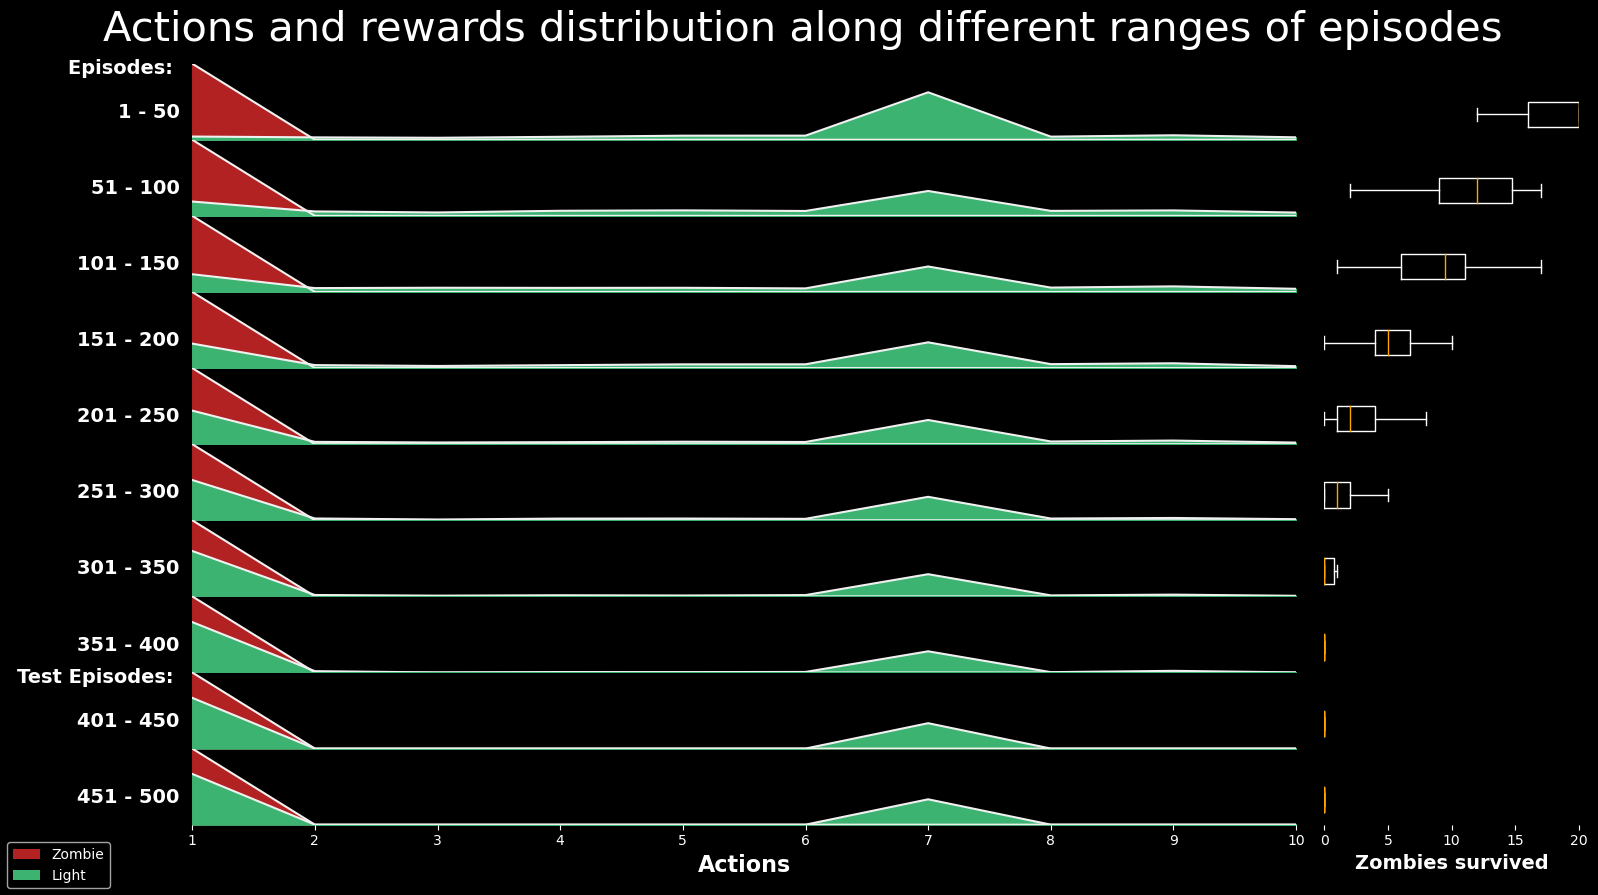 Actions and rewards distribution along different ranges of episodes
Episodes:
1 - 50
51 - 100
101 - 150
151 - 200
201 - 250
251 - 300
301 - 350
351 - 400
Test Episodes:
401 - 450
451 - 500
1 2 3 4 5 6 7 8 9 10
0 5 10 15 20
Actions
Zombies survived
Zombie
Light